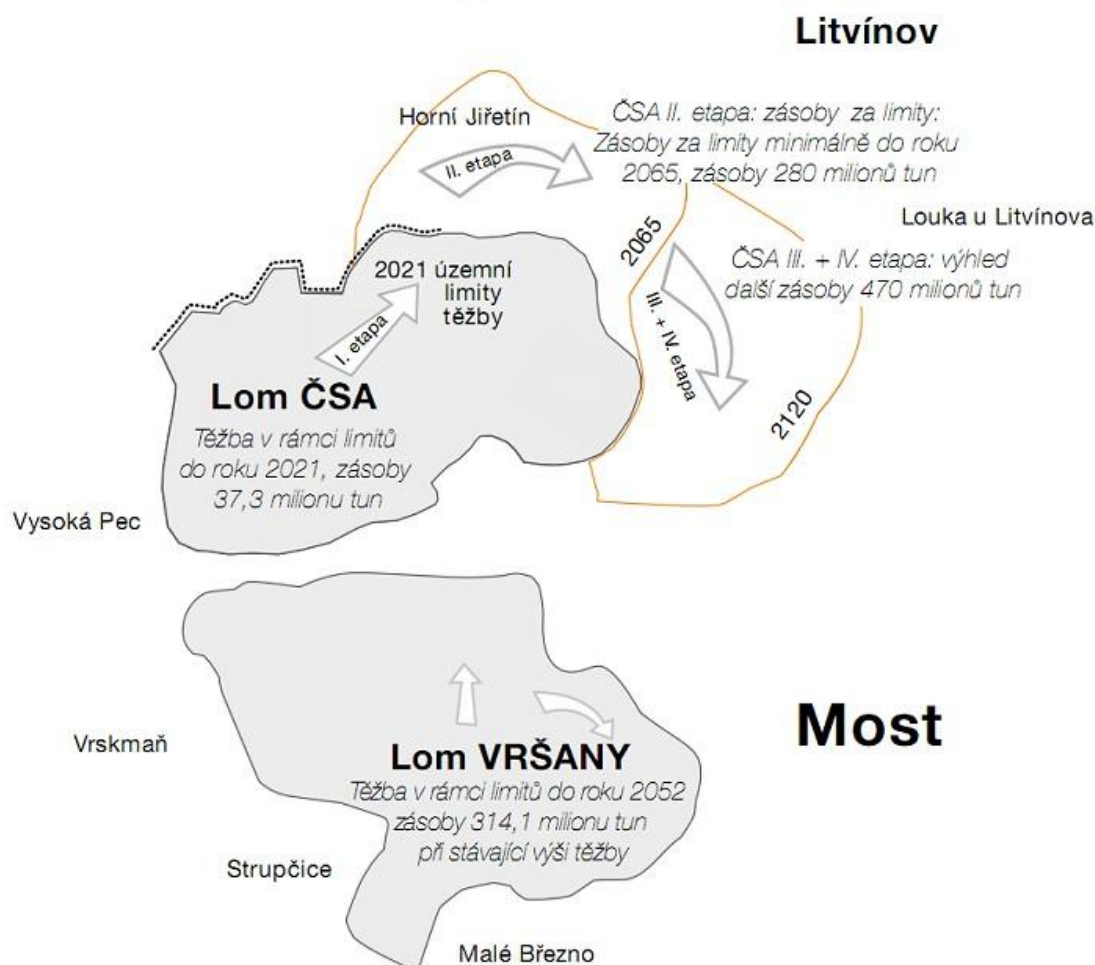 Litvínov
Horní Jiřetín
ČSA II. etapa: zásoby za limity:
Zásoby za limity minimálně do roku
2065, zásoby 280 milionů tun
II. etapa
Louka u Litvínova
2065
ČSA III. + IV. etapa: výhled
další zásoby 470 milionů tun
III. + IV. etapa
2120
2021 územní
limity
těžby
I. etapa
Lom ČSA
Těžba v rámci limitů
do roku 2021, zásoby
37,3 milionu tun
Vysoká Pec
Vrskmaň
Most
Lom VRŠANY
Těžba v rámci limitů do roku 2052
zásoby 314,1 milionu tun
při stávající výši těžby
Strupčice
Malé Březno